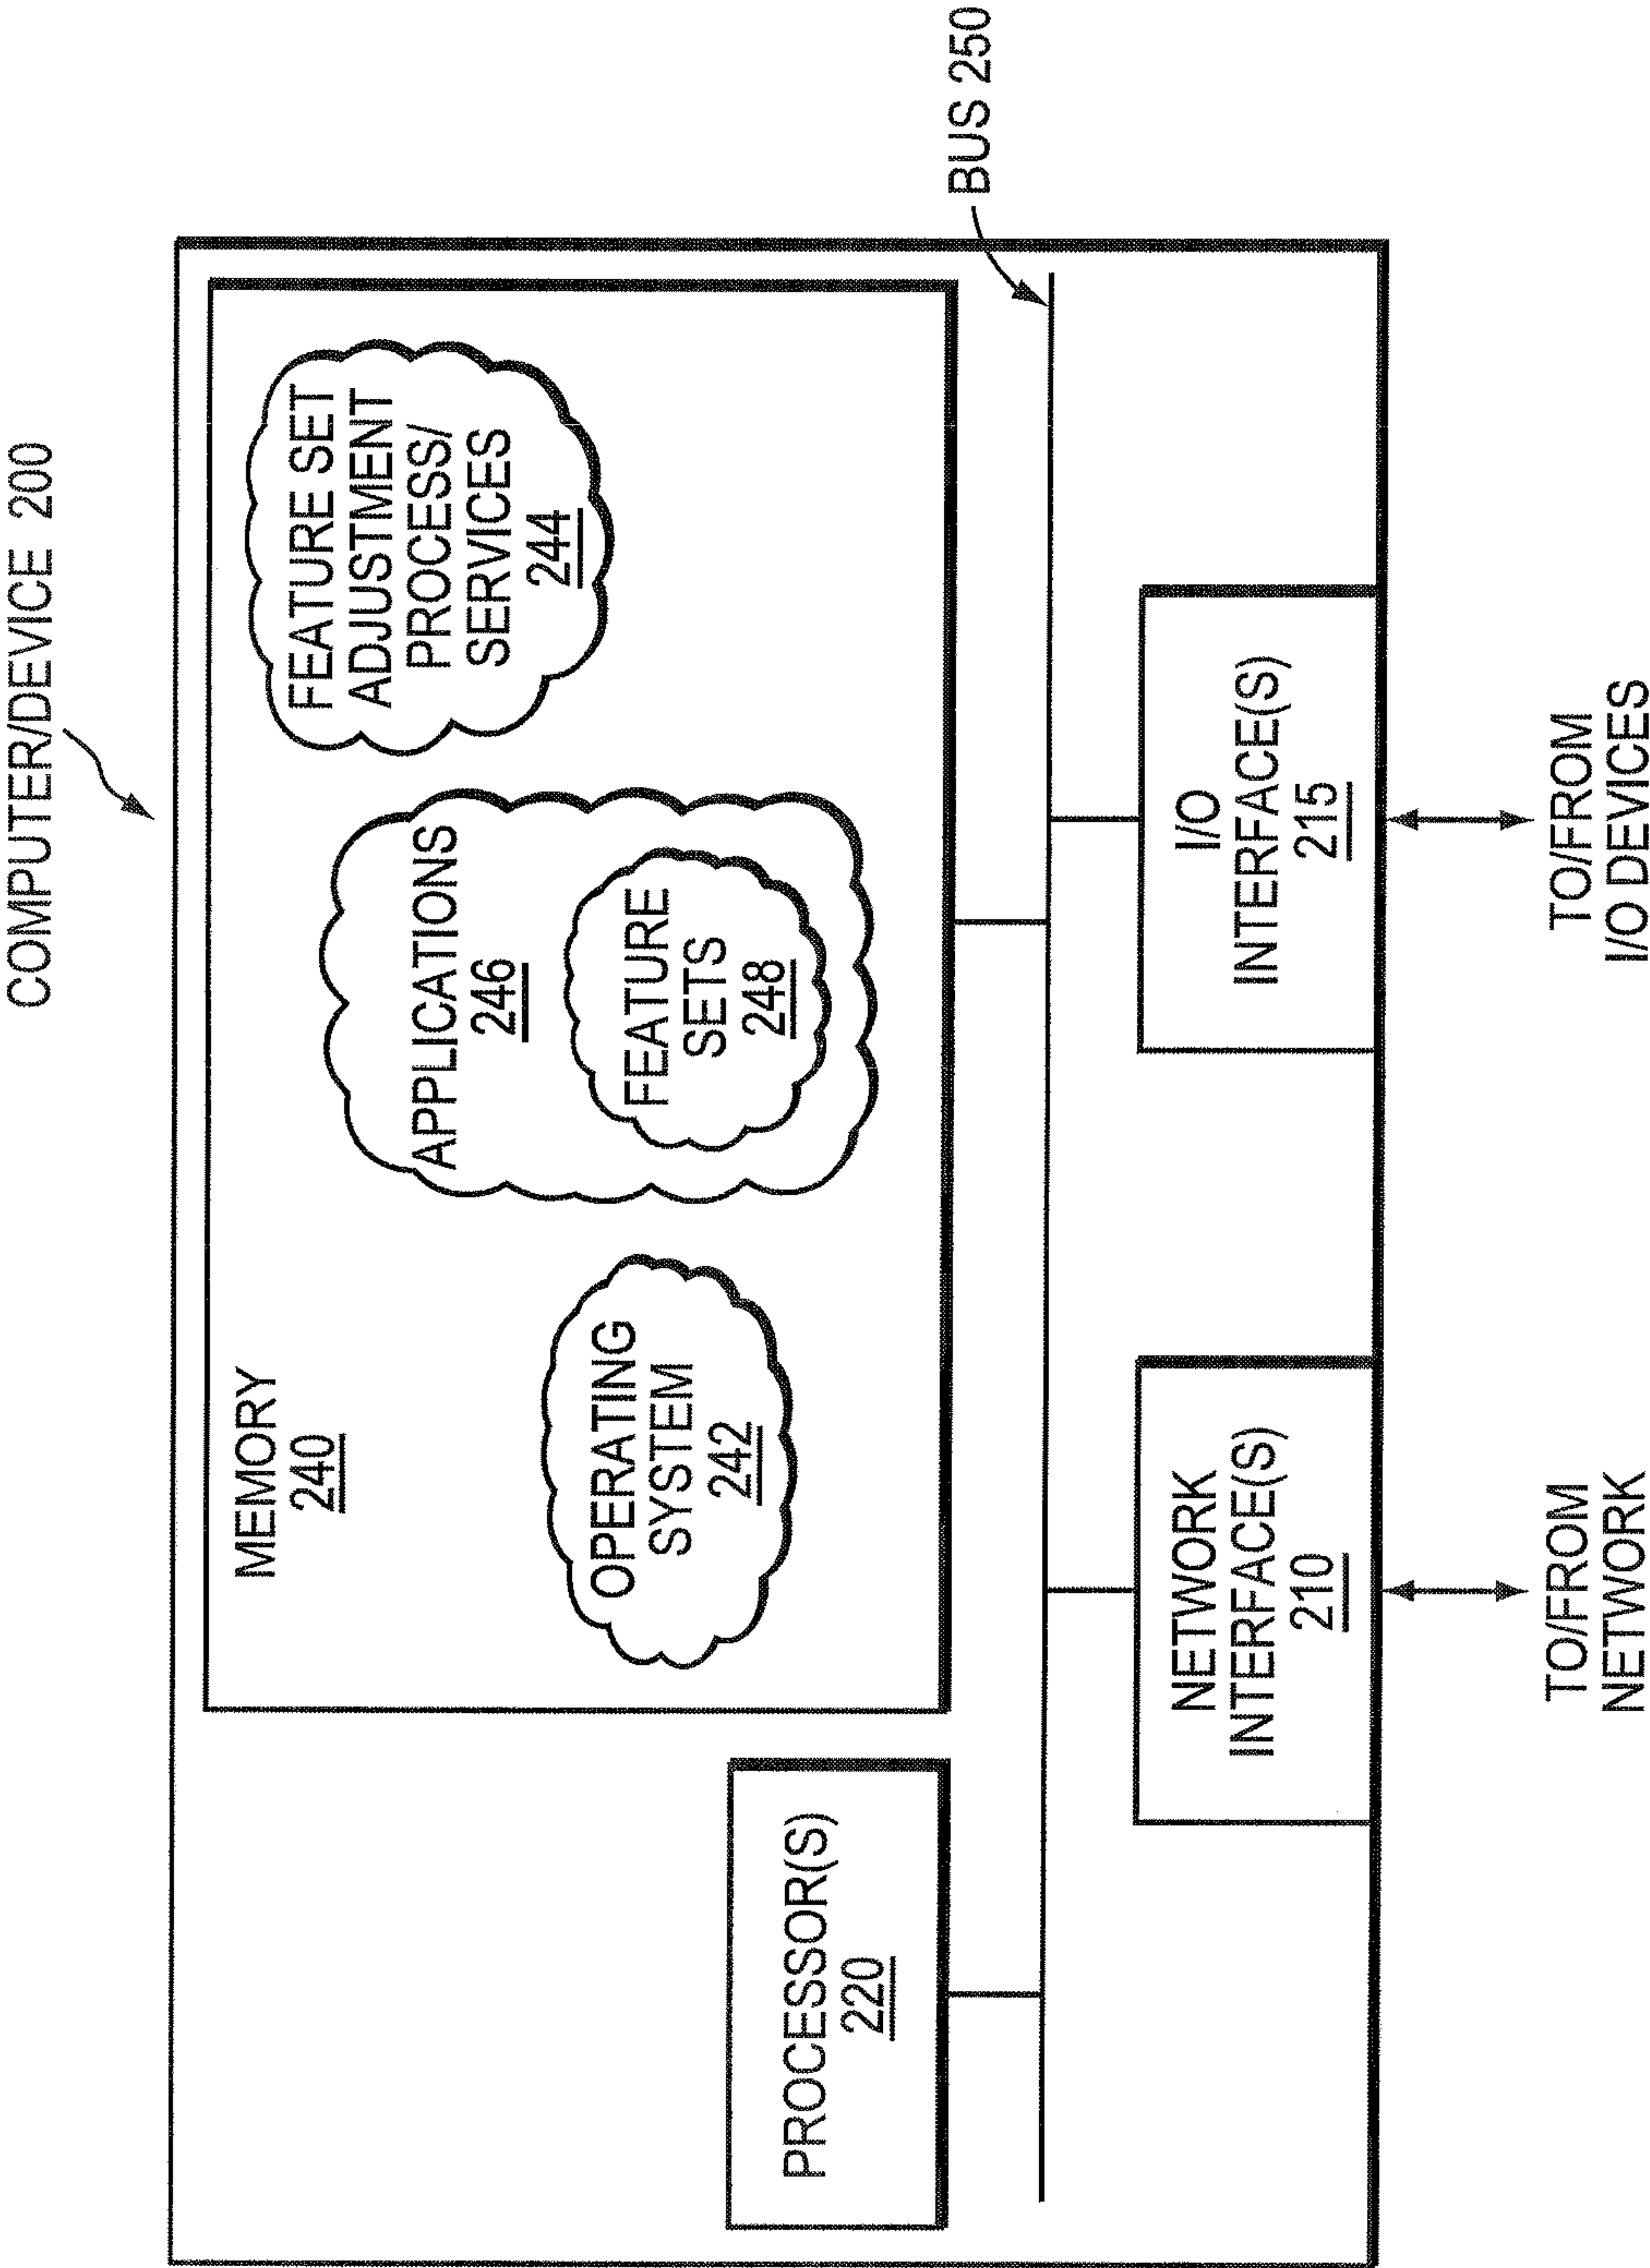 COMPUTER/DEVICE 200
MEMORY
240
OPERATING
SYSTEM
242
APPLICATIONS
246
FEATURE
SETS
248
FEATURE SET
ADJUSTMENT
PROCESS/
SERVICES
244
PROCESSOR(S)
220
BUS 250
NETWORK
INTERFACE(S)
210
I/O
INTERFACE(S)
215
TO/FROM
NETWORK
TO/FROM
I/O DEVICES